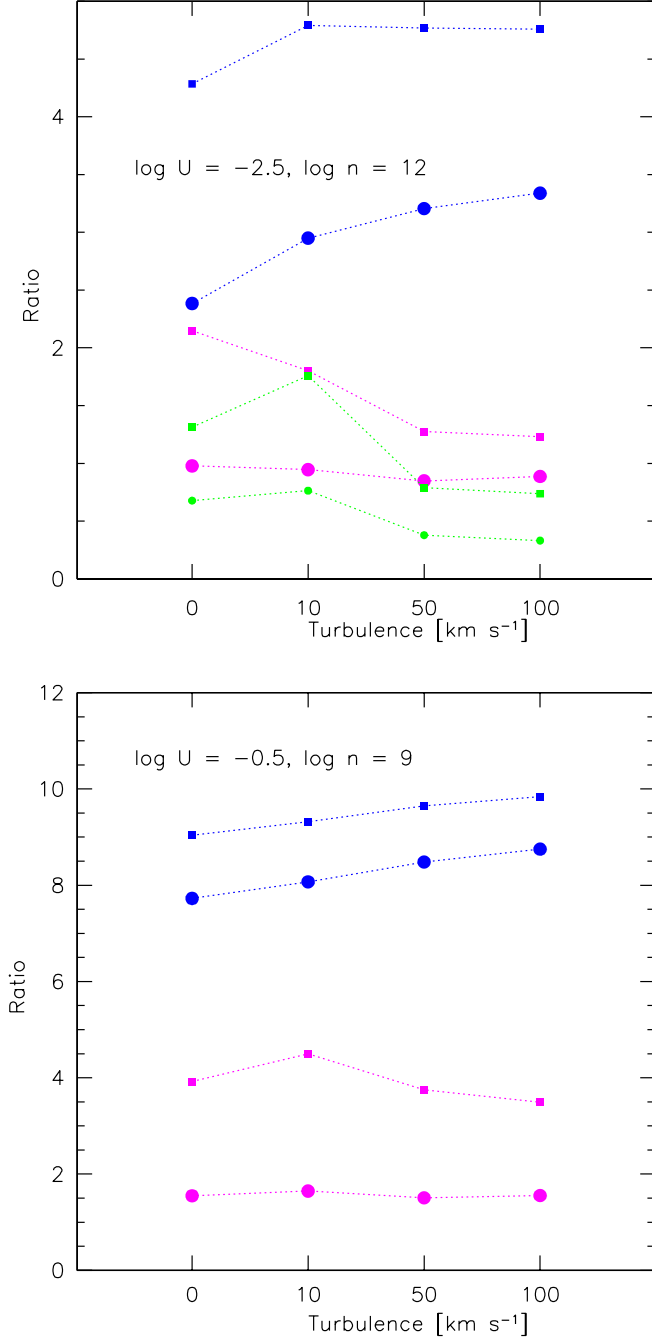 4
log U = −2.5, log n = 12
Ratio
2
0
0 10 50 100
Turbulence [km s⁻¹]
12
log U = −0.5, log n = 9
10
8
Ratio
6
4
2
0
0 10 50 100
Turbulence [km s⁻¹]